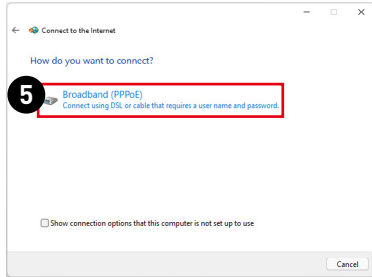 Connect to the Internet
How do you want to connect?
5
Broadband (PPPoE)
Connect using DSL or cable that requires a user name and password.
Show connection options that this computer is not set up to use
Cancel